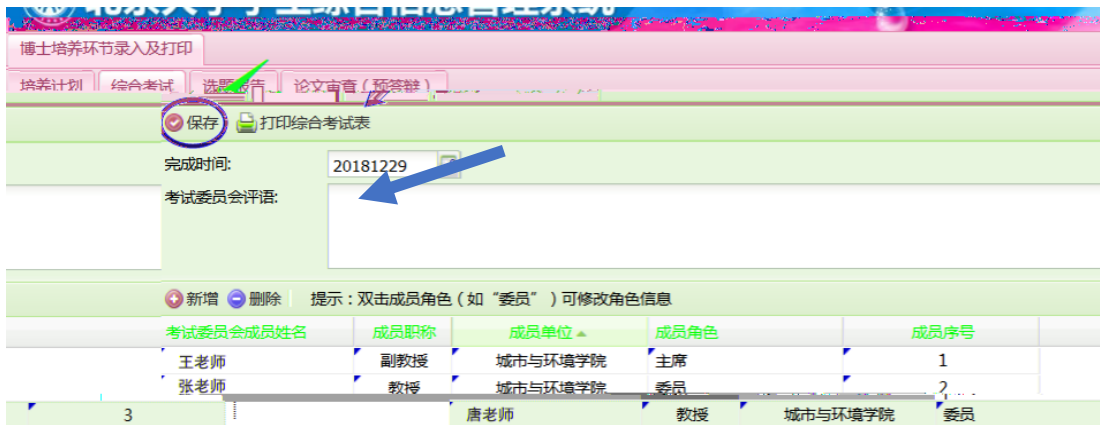 博士培养环节录入及打印
培养计划 综合考试 选题报告 论文审查（预答辩）
保存 打印综合考试表
完成时间: 20181229
考试委员会评语:
新增 删除 提示：双击成员角色（如“委员”）可修改角色信息
考试委员会成员姓名 成员职称 成员单位 成员角色 成员序号
王老师 副教授 城市与环境学院 主席 1
张老师 教授 城市与环境学院 委员 2
3 唐老师 教授 城市与环境学院 委员